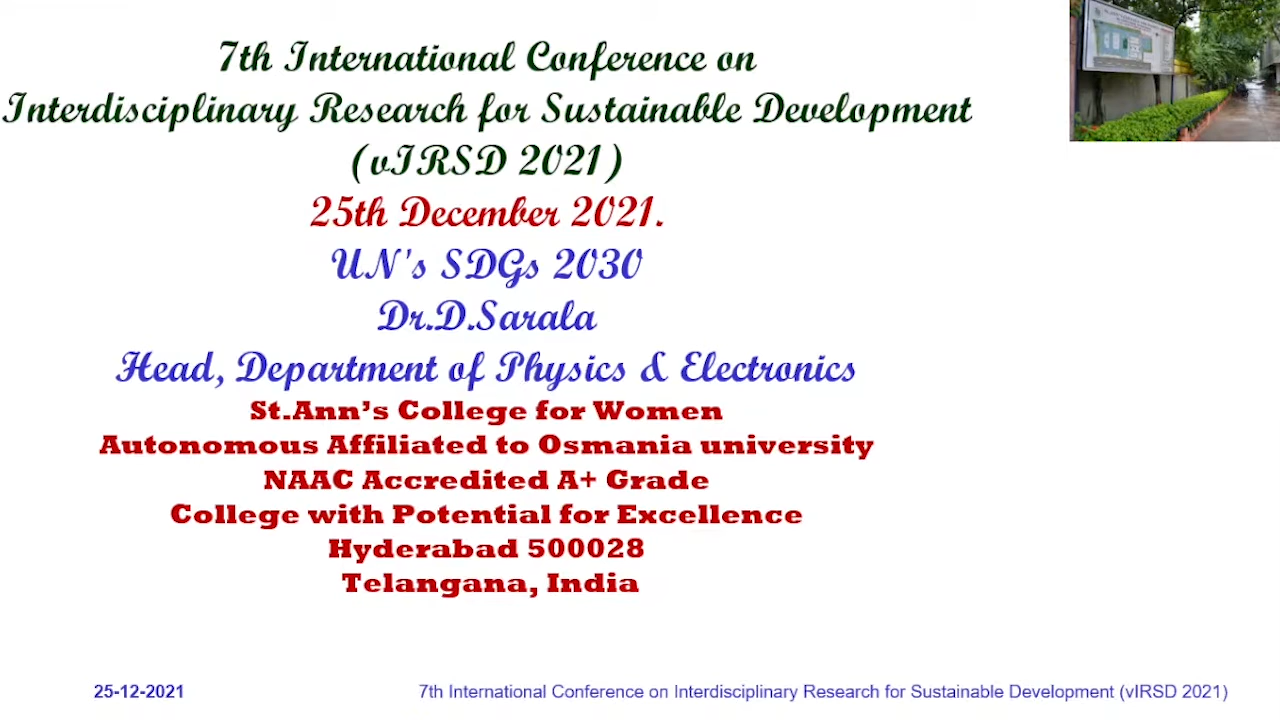 7th International Conference on
Interdisciplinary Research for Sustainable Development
(vIRSD 2021)
25th December 2021.
UN's SDGs 2030
Dr.D.Sarala
Head, Department of Physics & Electronics
St.Ann’s College for Women
Autonomous Affiliated to Osmania university
NAAC Accredited A+ Grade
College with Potential for Excellence
Hyderabad 500028
Telangana, India
25-12-2021
7th International Conference on Interdisciplinary Research for Sustainable Development (vIRSD 2021)